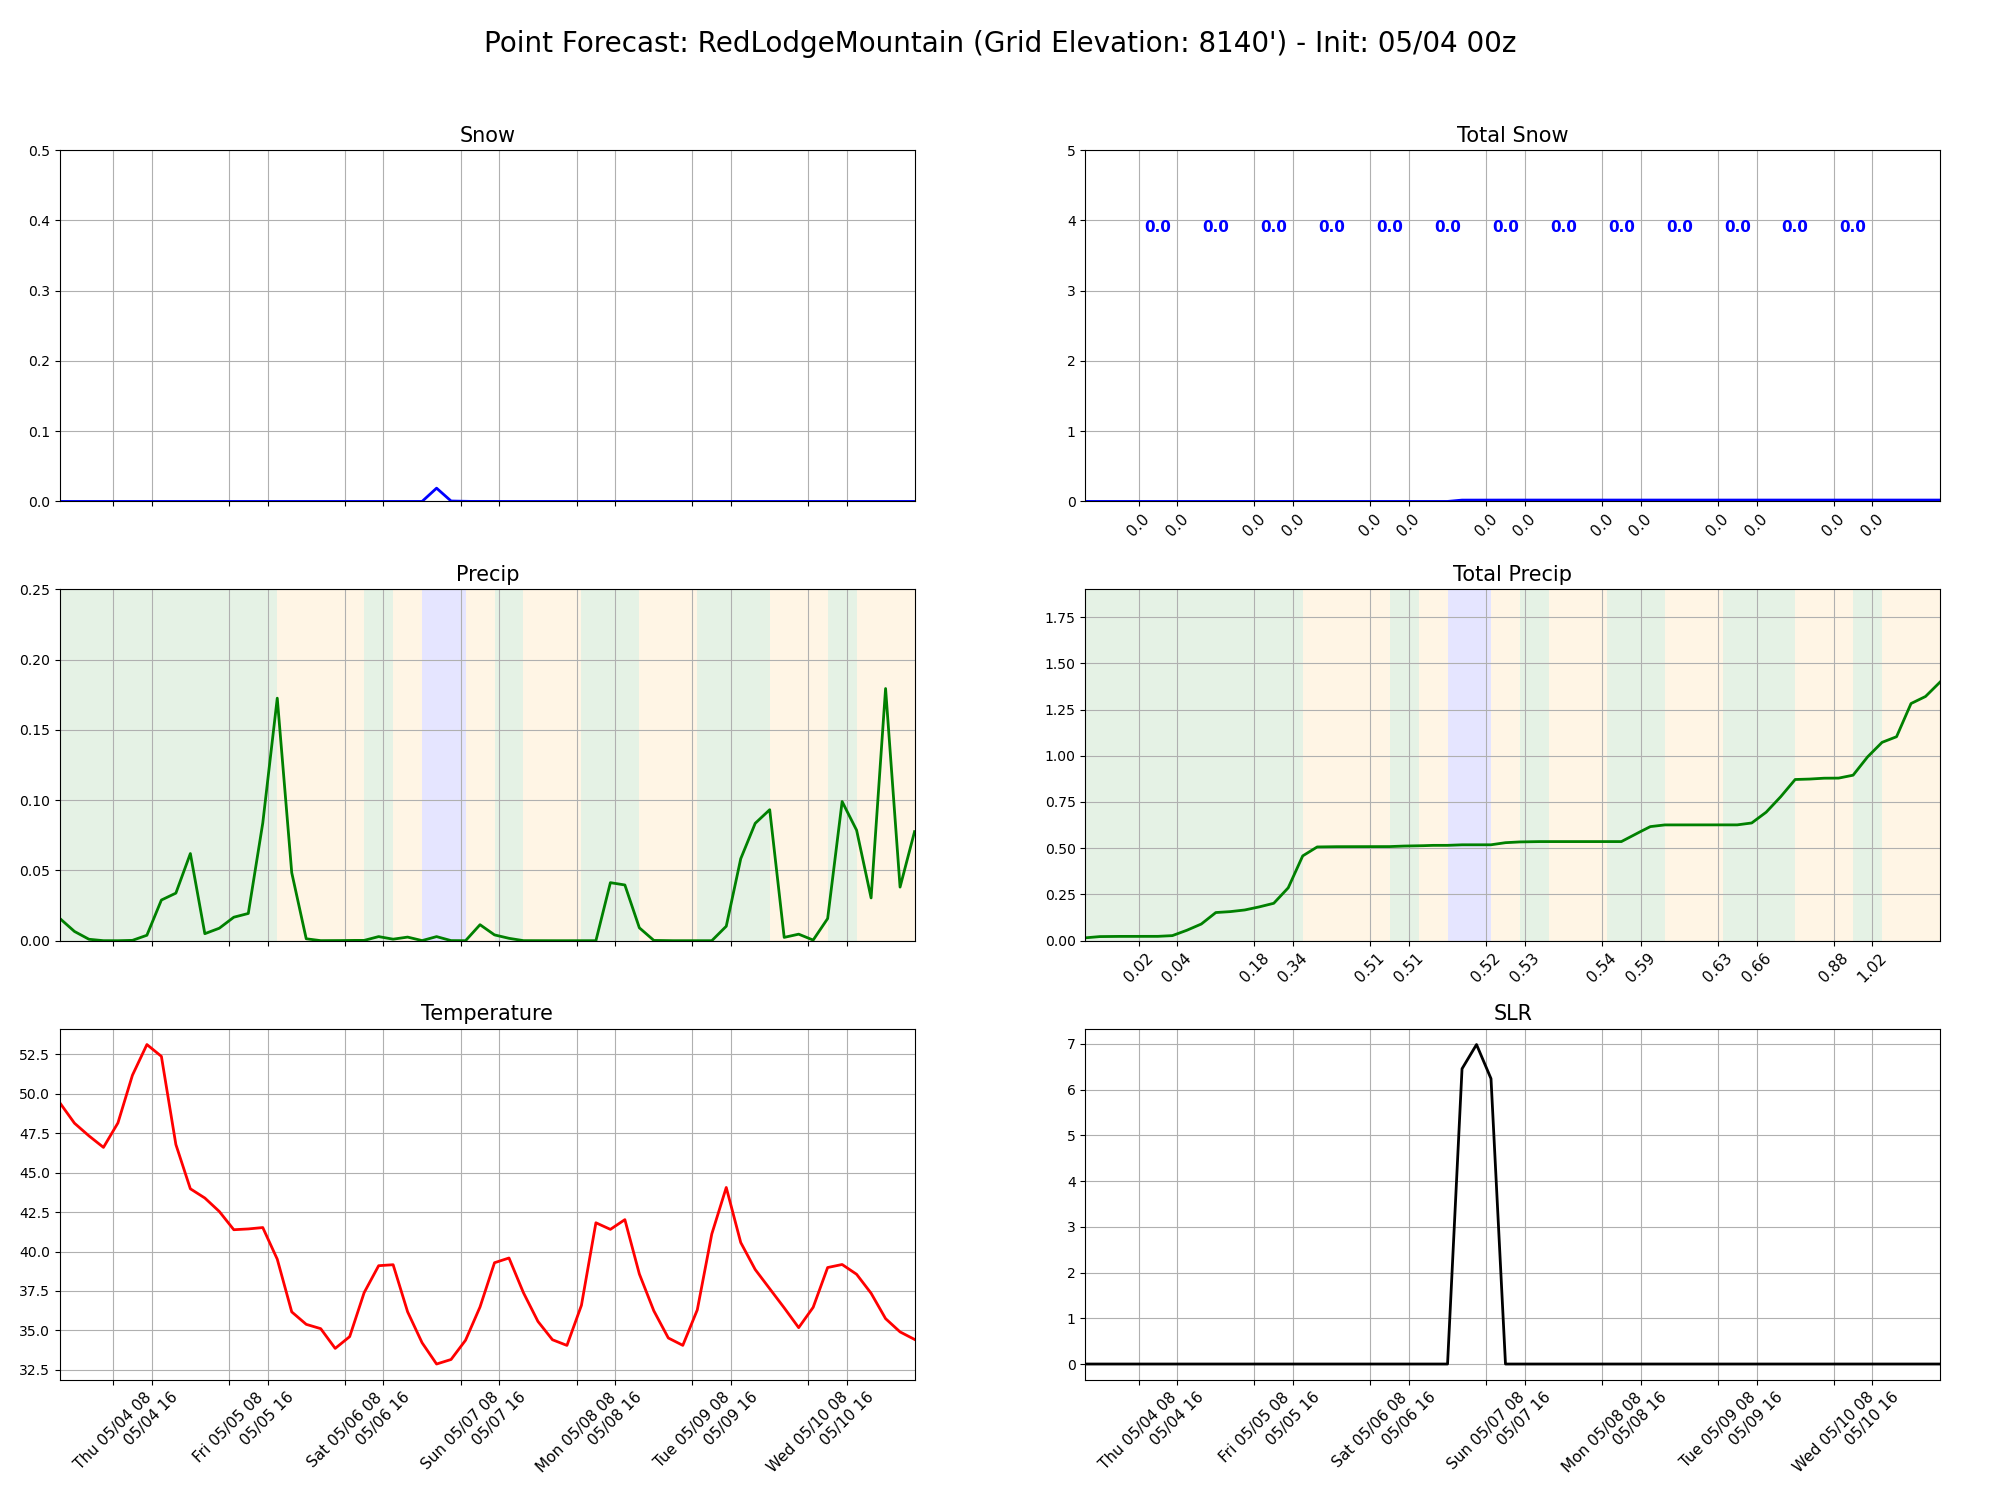 Point Forecast: RedLodgeMountain (Grid Elevation: 8140') - Init: 05/04 00z
Snow
0.5
0.4
0.3
0.2
0.1
0.0
Total Snow
5
4
3
2
1
0
0.0 0.0 0.0 0.0 0.0 0.0 0.0 0.0 0.0 0.0 0.0 0.0 0.0
0.0 0.0 0.0 0.0 0.0 0.0 0.0 0.0 0.0 0.0 0.0 0.0 0.0 0.0
Precip
0.25
0.20
0.15
0.10
0.05
0.00
Total Precip
1.75
1.50
1.25
1.00
0.75
0.50
0.25
0.00
0.02 0.04 0.18 0.34 0.51 0.51 0.52 0.53 0.54 0.59 0.63 0.66 0.88 1.02
Temperature
52.5
50.0
47.5
45.0
42.5
40.0
37.5
35.0
32.5
Thu 05/04 08
05/04 16
Fri 05/05 08
05/05 16
Sat 05/06 08
05/06 16
Sun 05/07 08
05/07 16
Mon 05/08 08
05/08 16
Tue 05/09 08
05/09 16
Wed 05/10 08
05/10 16
SLR
7
6
5
4
3
2
1
0
Thu 05/04 08
05/04 16
Fri 05/05 08
05/05 16
Sat 05/06 08
05/06 16
Sun 05/07 08
05/07 16
Mon 05/08 08
05/08 16
Tue 05/09 08
05/09 16
Wed 05/10 08
05/10 16